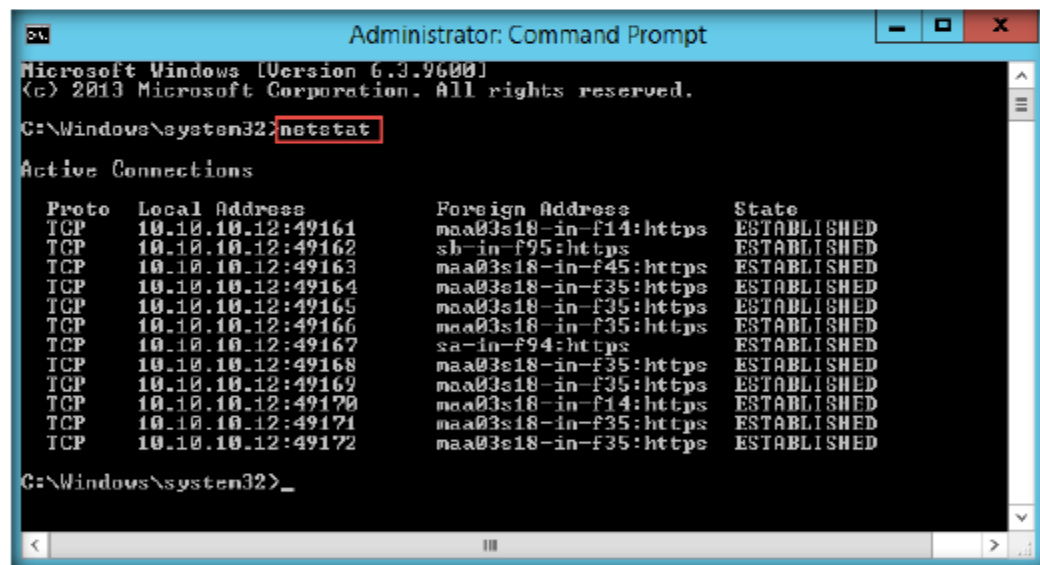 Administrator: Command Prompt
Microsoft Windows [Version 6.3.9600]
(c) 2013 Microsoft Corporation. All rights reserved.
C:\Windows\system32>netstat
Active Connections
Proto Local Address Foreign Address State
TCP 10.10.10.12:49161 maa03s18-in-f14:https ESTABLISHED
TCP 10.10.10.12:49162 sb-in-f95:https ESTABLISHED
TCP 10.10.10.12:49163 maa03s18-in-f45:https ESTABLISHED
TCP 10.10.10.12:49164 maa03s18-in-f35:https ESTABLISHED
TCP 10.10.10.12:49165 maa03s18-in-f35:https ESTABLISHED
TCP 10.10.10.12:49166 maa03s18-in-f35:https ESTABLISHED
TCP 10.10.10.12:49167 sa-in-f94:https ESTABLISHED
TCP 10.10.10.12:49168 maa03s18-in-f35:https ESTABLISHED
TCP 10.10.10.12:49169 maa03s18-in-f35:https ESTABLISHED
TCP 10.10.10.12:49170 maa03s18-in-f14:https ESTABLISHED
TCP 10.10.10.12:49171 maa03s18-in-f35:https ESTABLISHED
TCP 10.10.10.12:49172 maa03s18-in-f35:https ESTABLISHED
C:\Windows\system32>_